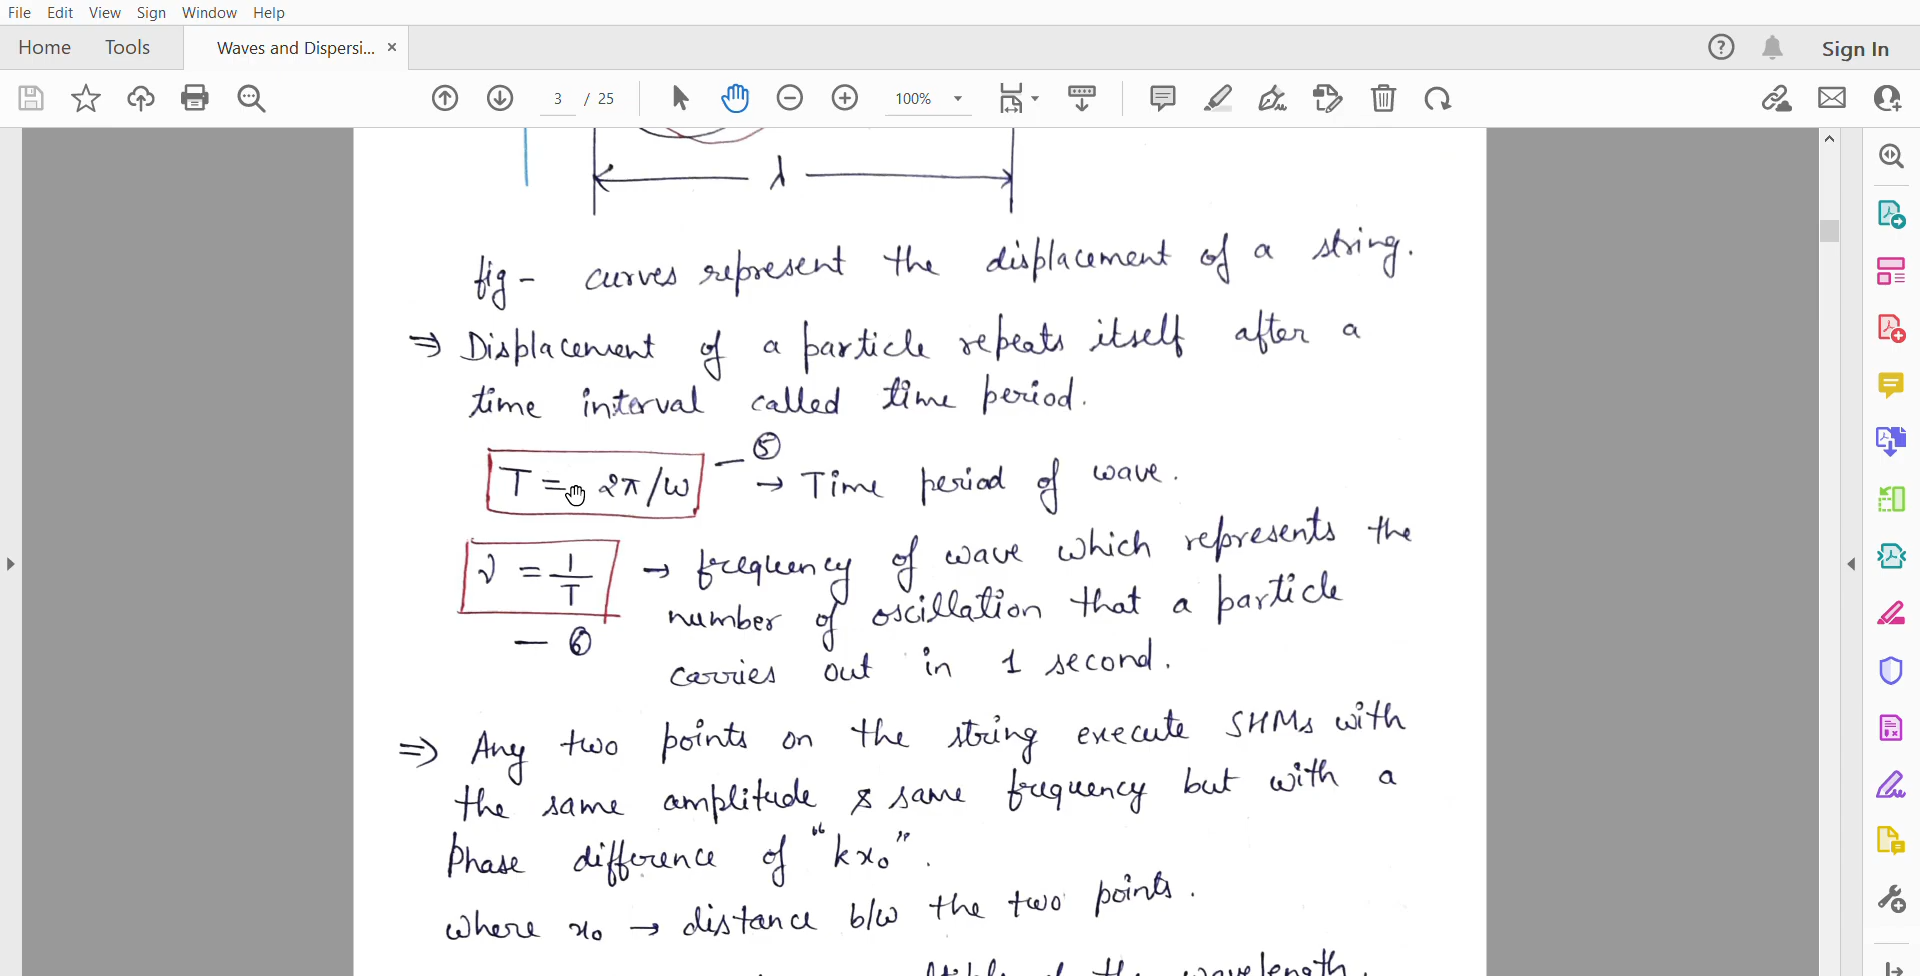 File Edit View Sign Window Help
Home Tools Waves and Dispersi... × Sign In
3 / 25 100%
λ
fig - curves represent the displacement of a string.
⇒ Displacement of a particle repeats itself after a
time interval called time period.
T = 2π/ω — ⑤ → Time period of wave.
ν = 1/T → frequency of wave which represents the
number of oscillation that a particle
— ⑥
carries out in 1 second.
⇒ Any two points on the string execute SHMs with
the same amplitude & same frequency but with a
Phase difference of "kx₀".
where x₀ → distance b/w the two points.
of the wavelength.